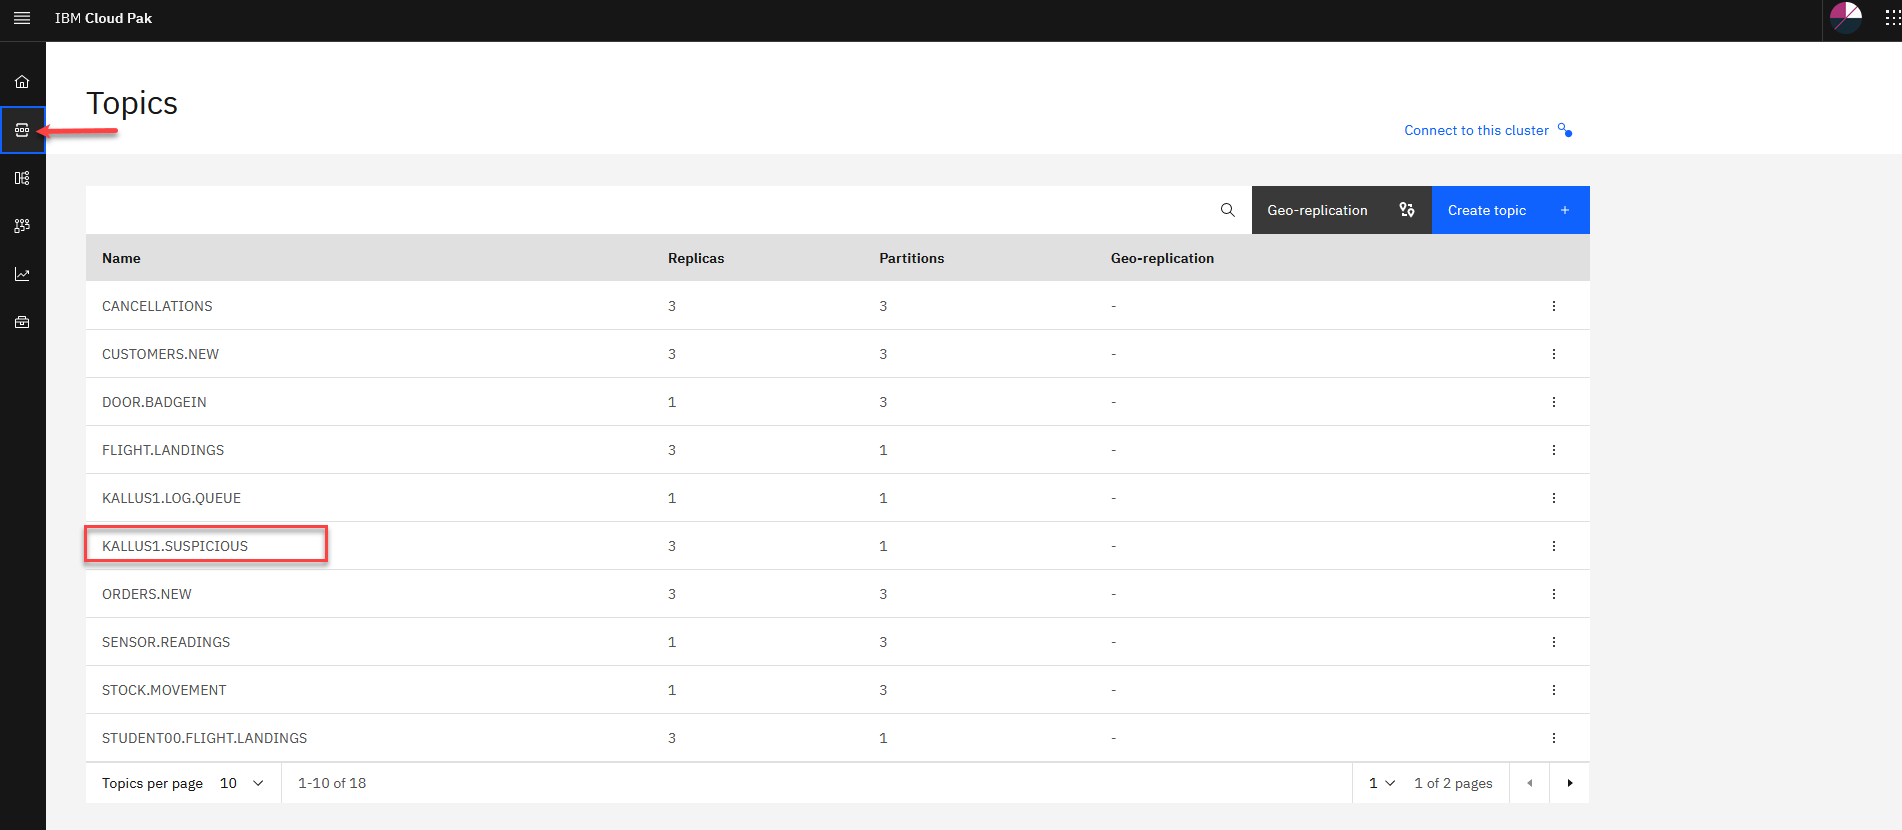 IBM Cloud Pak
Topics
Connect to this cluster
Geo-replication Create topic +
Name Replicas Partitions Geo-replication
CANCELLATIONS 3 3 -
CUSTOMERS.NEW 3 3 -
DOOR.BADGEIN 1 3 -
FLIGHT.LANDINGS 3 1 -
KALLUS1.LOG.QUEUE 1 1 -
KALLUS1.SUSPICIOUS 3 1 -
ORDERS.NEW 3 3 -
SENSOR.READINGS 1 3 -
STOCK.MOVEMENT 1 3 -
STUDENT00.FLIGHT.LANDINGS 3 1 -
Topics per page 10 1-10 of 18 1 1 of 2 pages